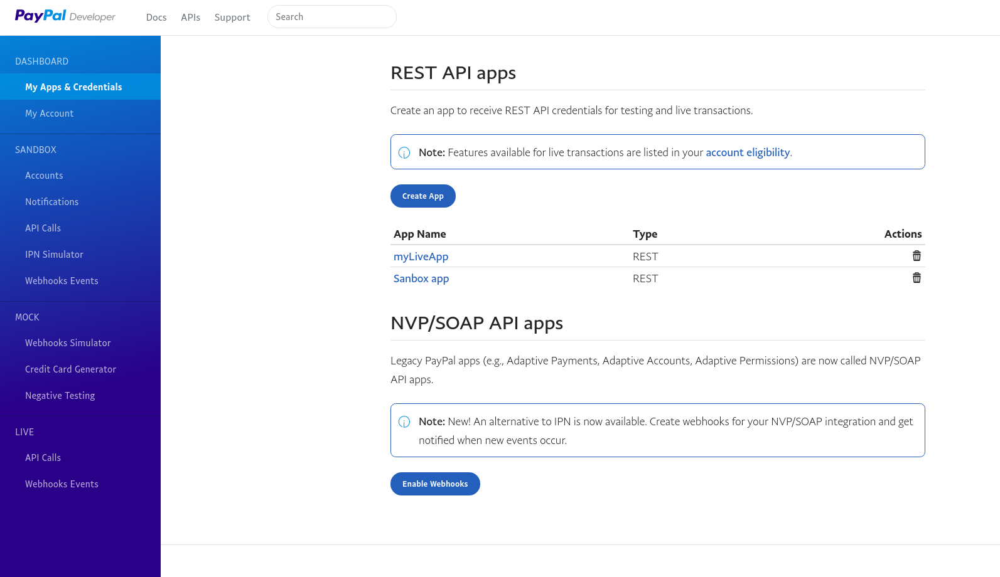 PayPal Developer
Docs APIs Support Search
DASHBOARD
My Apps & Credentials
My Account
SANDBOX
Accounts
Notifications
API Calls
IPN Simulator
Webhooks Events
MOCK
Webhooks Simulator
Credit Card Generator
Negative Testing
LIVE
API Calls
Webhooks Events
REST API apps
Create an app to receive REST API credentials for testing and live transactions.
Note: Features available for live transactions are listed in your account eligibility.
Create App
App Name Type Actions
myLiveApp REST
Sanbox app REST
NVP/SOAP API apps
Legacy PayPal apps (e.g., Adaptive Payments, Adaptive Accounts, Adaptive Permissions) are now called NVP/SOAP
API apps.
Note: New! An alternative to IPN is now available. Create webhooks for your NVP/SOAP integration and get
notified when new events occur.
Enable Webhooks